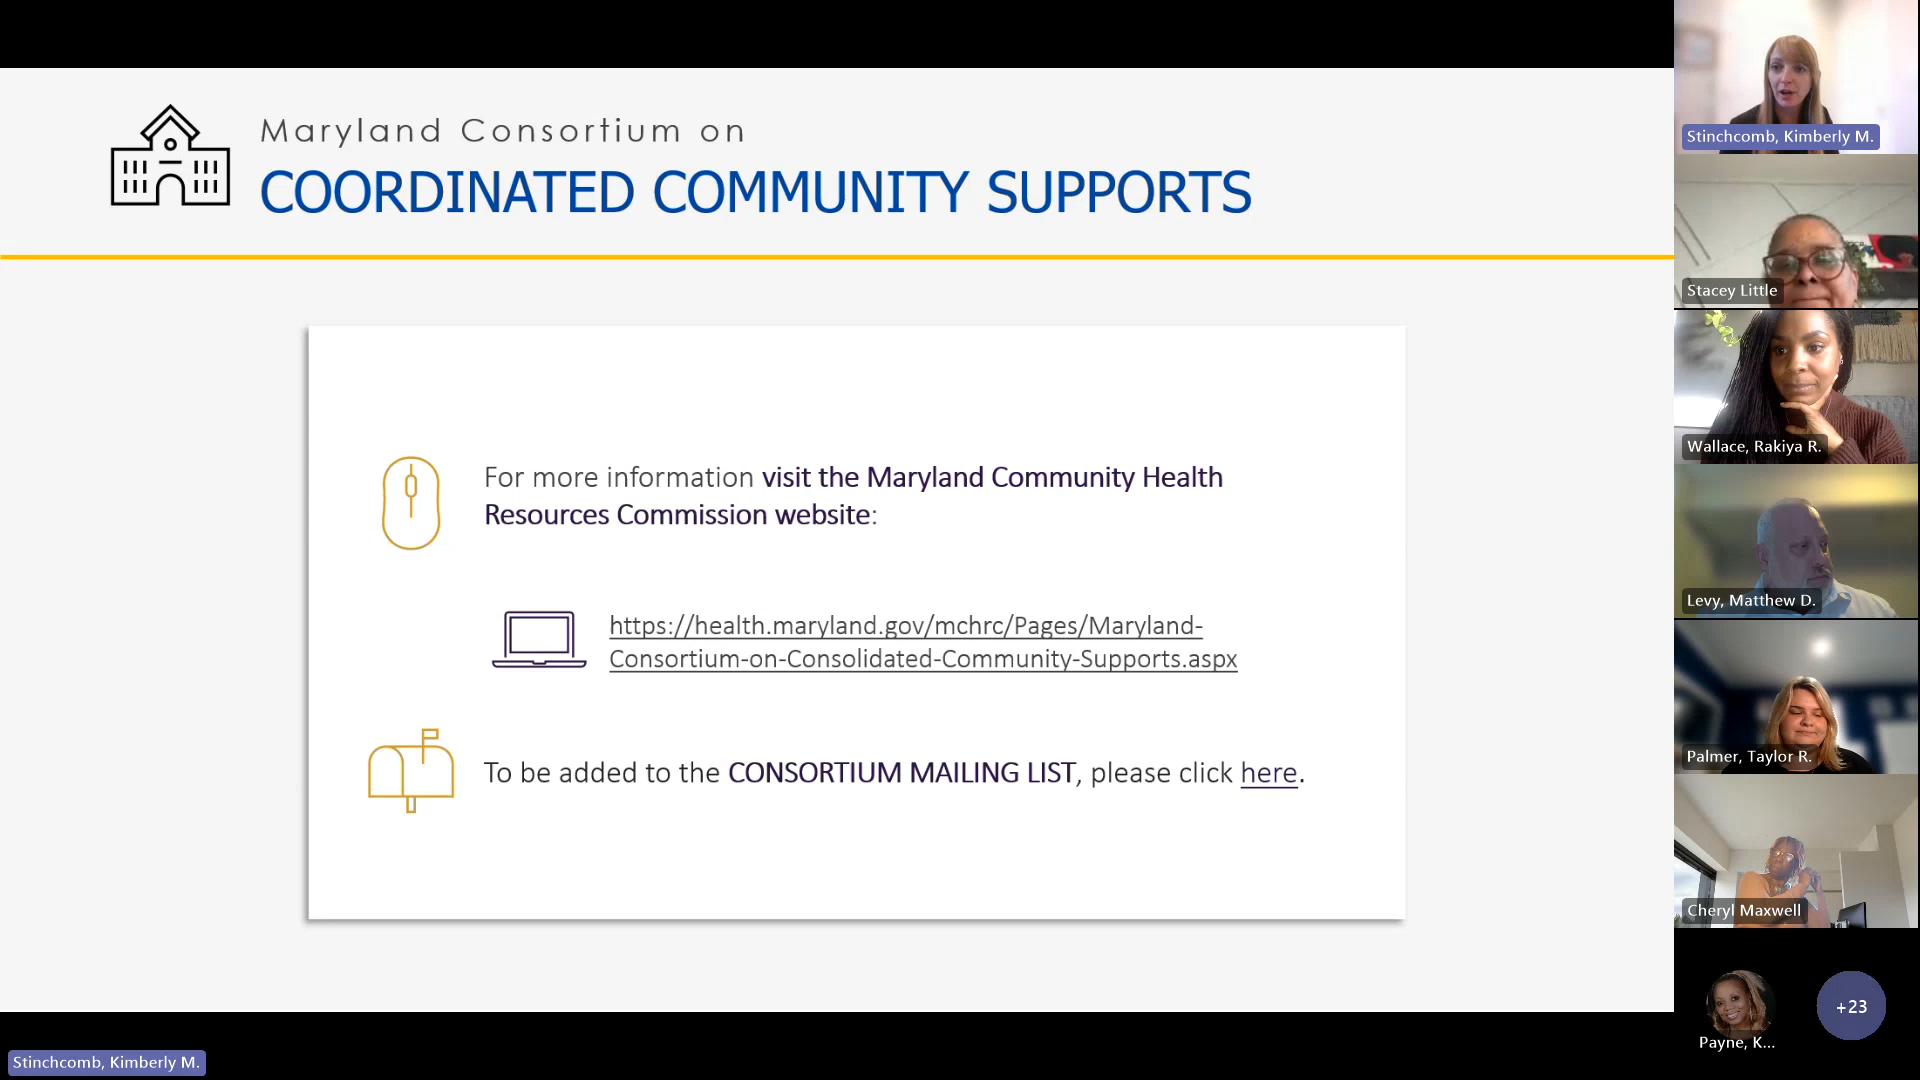 Maryland Consortium on
COORDINATED COMMUNITY SUPPORTS
For more information visit the Maryland Community Health
Resources Commission website:
https://health.maryland.gov/mchrc/Pages/Maryland-
Consortium-on-Consolidated-Community-Supports.aspx
To be added to the CONSORTIUM MAILING LIST, please click here.
Stinchcomb, Kimberly M.
Stacey Little
Wallace, Rakiya R.
Levy, Matthew D.
Palmer, Taylor R.
Cheryl Maxwell
Payne, K...
+23
Stinchcomb, Kimberly M.